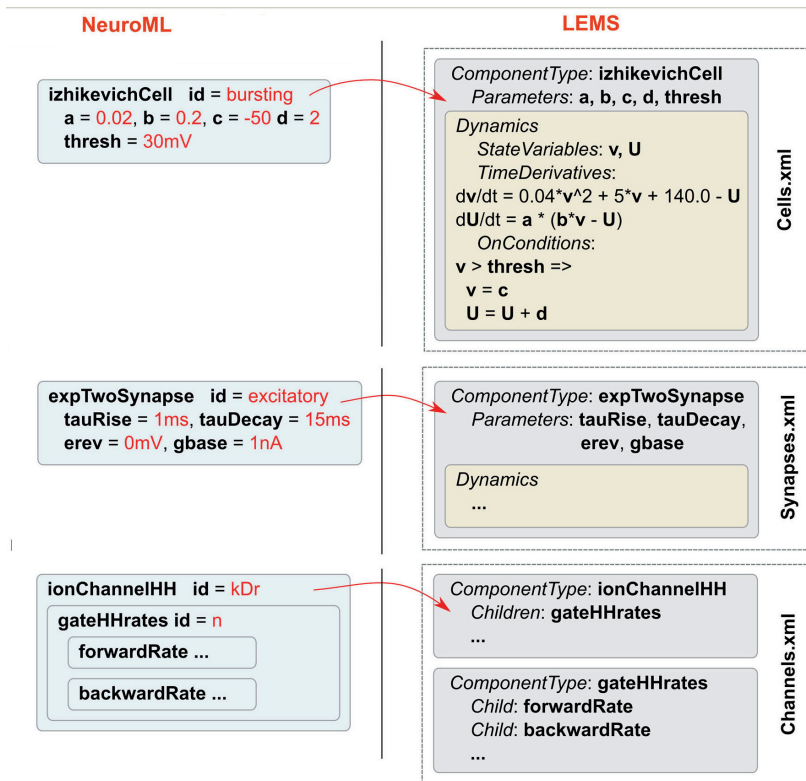 NeuroML
LEMS
izhikevichCell id = bursting
a = 0.02, b = 0.2, c = -50 d = 2
thresh = 30mV
ComponentType: izhikevichCell
Parameters: a, b, c, d, thresh
Dynamics
StateVariables: v, U
TimeDerivatives:
dv/dt = 0.04*v^2 + 5*v + 140.0 - U
dU/dt = a * (b*v - U)
OnConditions:
v > thresh =>
v = c
U = U + d
Cells.xml
expTwoSynapse id = excitatory
tauRise = 1ms, tauDecay = 15ms
erev = 0mV, gbase = 1nA
ComponentType: expTwoSynapse
Parameters: tauRise, tauDecay,
erev, gbase
Dynamics
...
Synapses.xml
ionChannelHH id = kDr
gateHHrates id = n
forwardRate ...
backwardRate ...
ComponentType: ionChannelHH
Children: gateHHrates
...
ComponentType: gateHHrates
Child: forwardRate
Child: backwardRate
...
Channels.xml